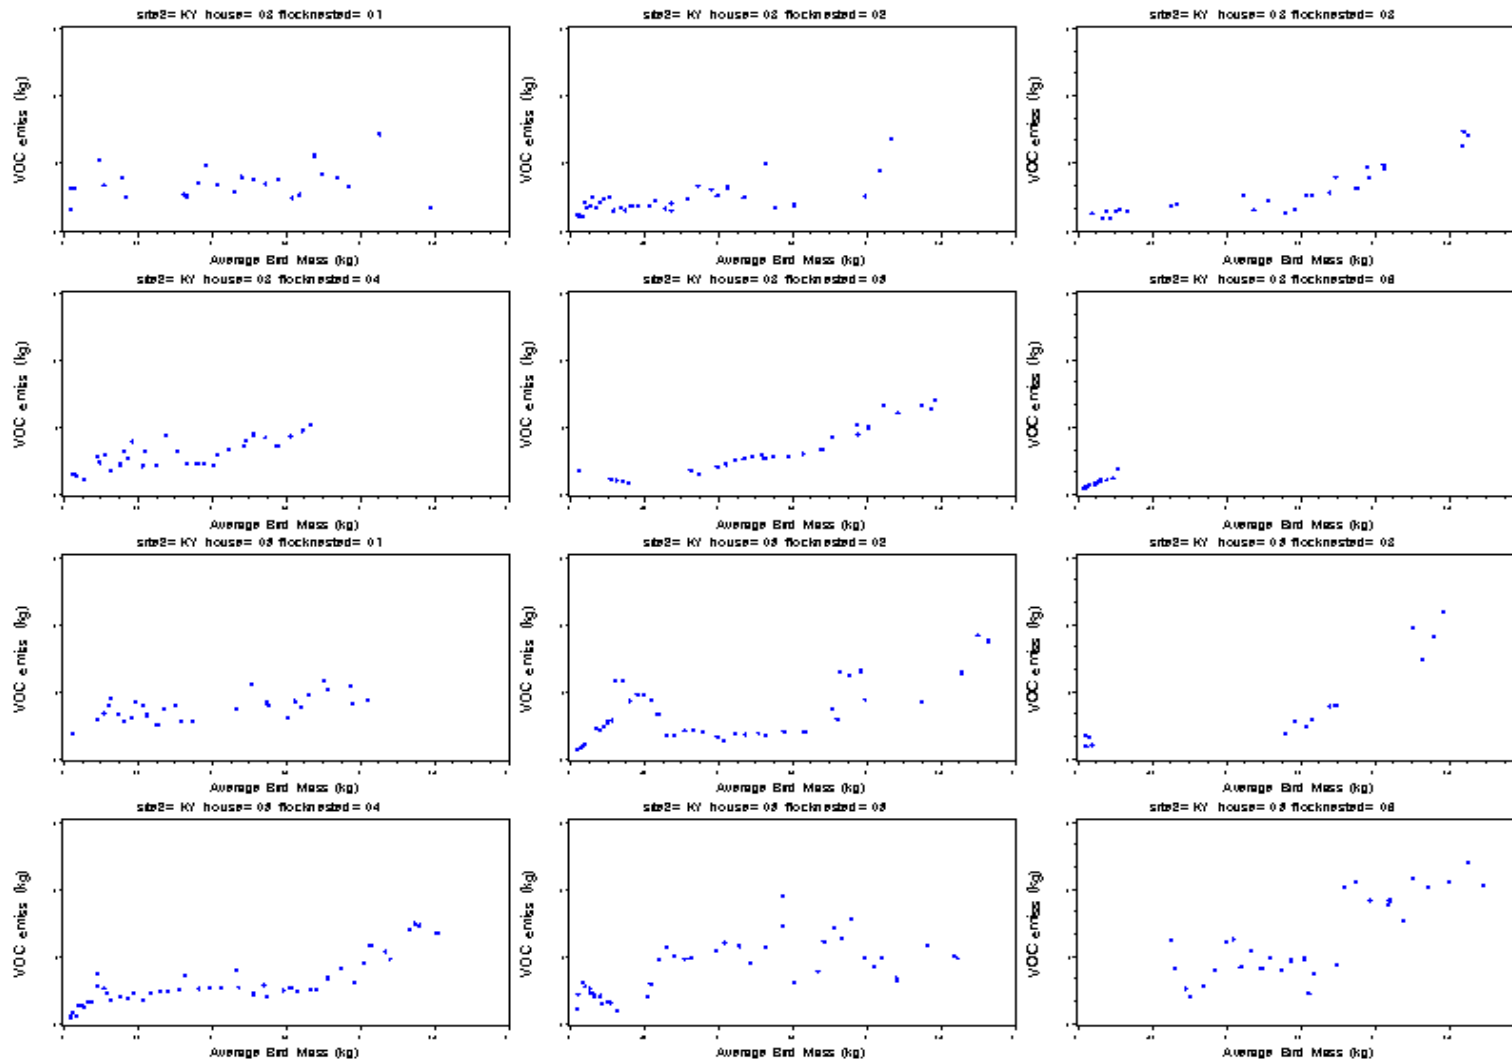 site2= KY house= 03 flocknested= 01
site2= KY house= 03 flocknested= 02
site2= KY house= 03 flocknested= 03
VOC emiss (kg)
VOC emiss (kg)
VOC emiss (kg)
Average Bird Mass (kg)
Average Bird Mass (kg)
Average Bird Mass (kg)
site2= KY house= 03 flocknested= 04
site2= KY house= 03 flocknested= 05
site2= KY house= 03 flocknested= 06
VOC emiss (kg)
VOC emiss (kg)
VOC emiss (kg)
Average Bird Mass (kg)
Average Bird Mass (kg)
Average Bird Mass (kg)
site2= KY house= 05 flocknested= 01
site2= KY house= 05 flocknested= 02
site2= KY house= 05 flocknested= 03
VOC emiss (kg)
VOC emiss (kg)
VOC emiss (kg)
Average Bird Mass (kg)
Average Bird Mass (kg)
Average Bird Mass (kg)
site2= KY house= 05 flocknested= 04
site2= KY house= 05 flocknested= 05
site2= KY house= 05 flocknested= 06
VOC emiss (kg)
VOC emiss (kg)
VOC emiss (kg)
Average Bird Mass (kg)
Average Bird Mass (kg)
Average Bird Mass (kg)